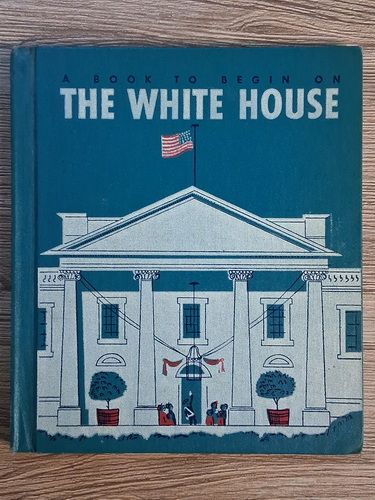 A BOOK TO BEGIN ON
THE WHITE HOUSE